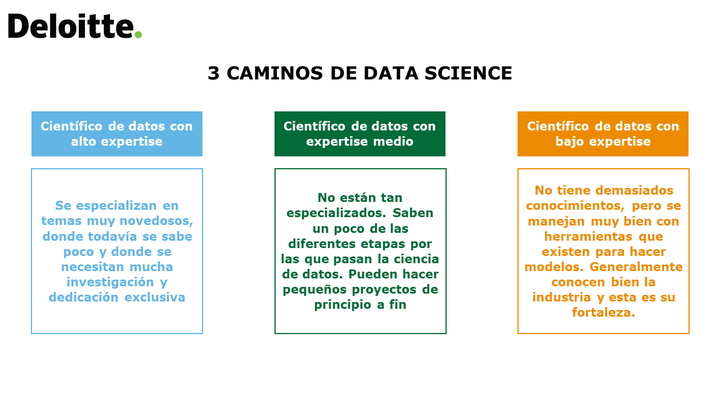 Deloitte.
3 CAMINOS DE DATA SCIENCE
Científico de datos con
alto expertise
Se especializan en
temas muy novedosos,
donde todavía se sabe
poco y donde se
necesitan mucha
investigación y
dedicación exclusiva
Científico de datos con
expertise medio
No están tan
especializados. Saben
un poco de las
diferentes etapas por
las que pasan la ciencia
de datos. Pueden hacer
pequeños proyectos de
principio a fin
Científico de datos con
bajo expertise
No tiene demasiados
conocimientos, pero se
manejan muy bien con
herramientas que
existen para hacer
modelos. Generalmente
conocen bien la
industria y esta es su
fortaleza.